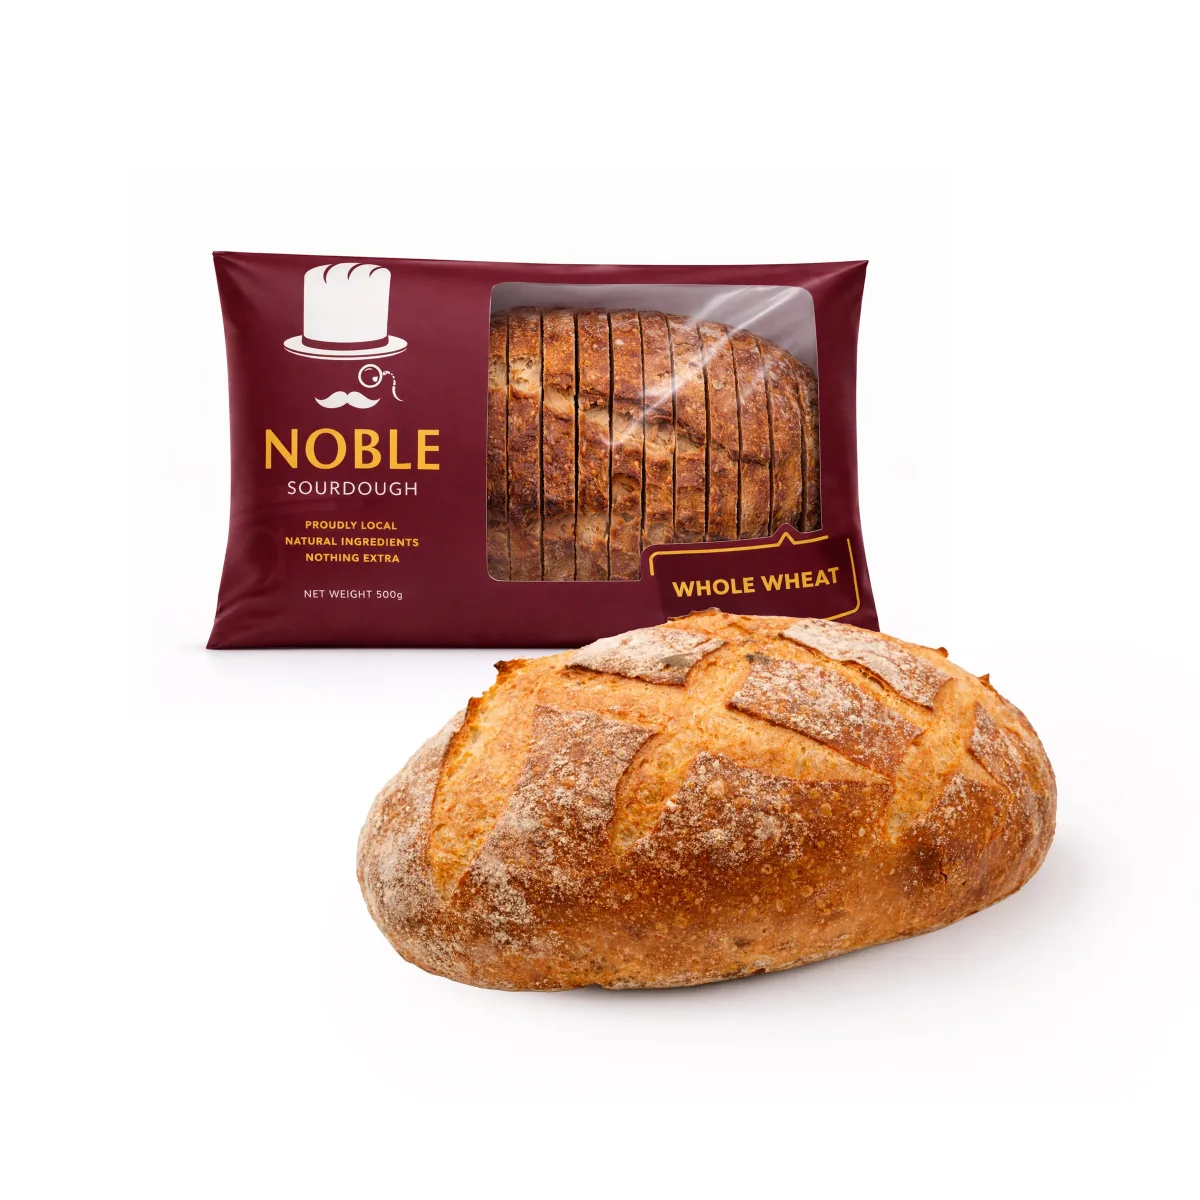 NOBLE
SOURDOUGH
PROUDLY LOCAL
NATURAL INGREDIENTS
NOTHING EXTRA
NET WEIGHT 500g
WHOLE WHEAT